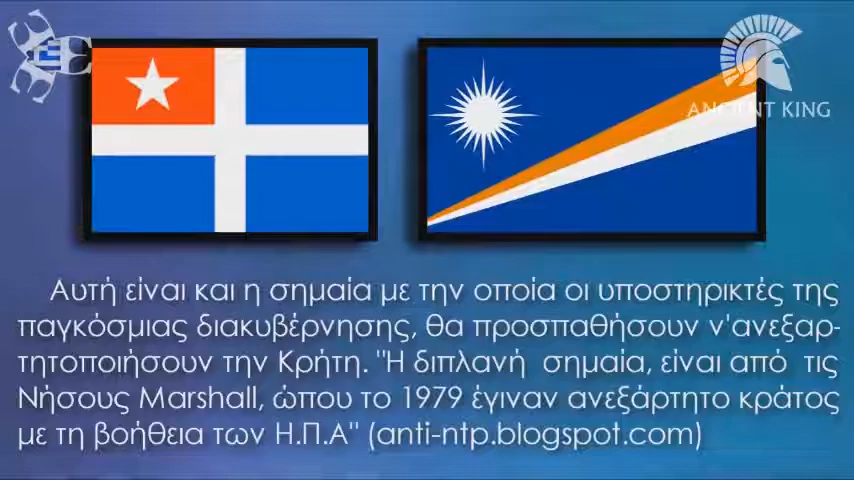 ANCIENT KING
Αυτή είναι και η σημαία με την οποία οι υποστηρικτές της
παγκόσμιας διακυβέρνησης, θα προσπαθήσουν ν'ανεξαρ-
τητοποιήσουν την Κρήτη. "Η διπλανή σημαία, είναι από τις
Νήσους Marshall, ώπου το 1979 έγιναν ανεξάρτητο κράτος
με τη βοήθεια των Η.Π.Α" (anti-ntp.blogspot.com)